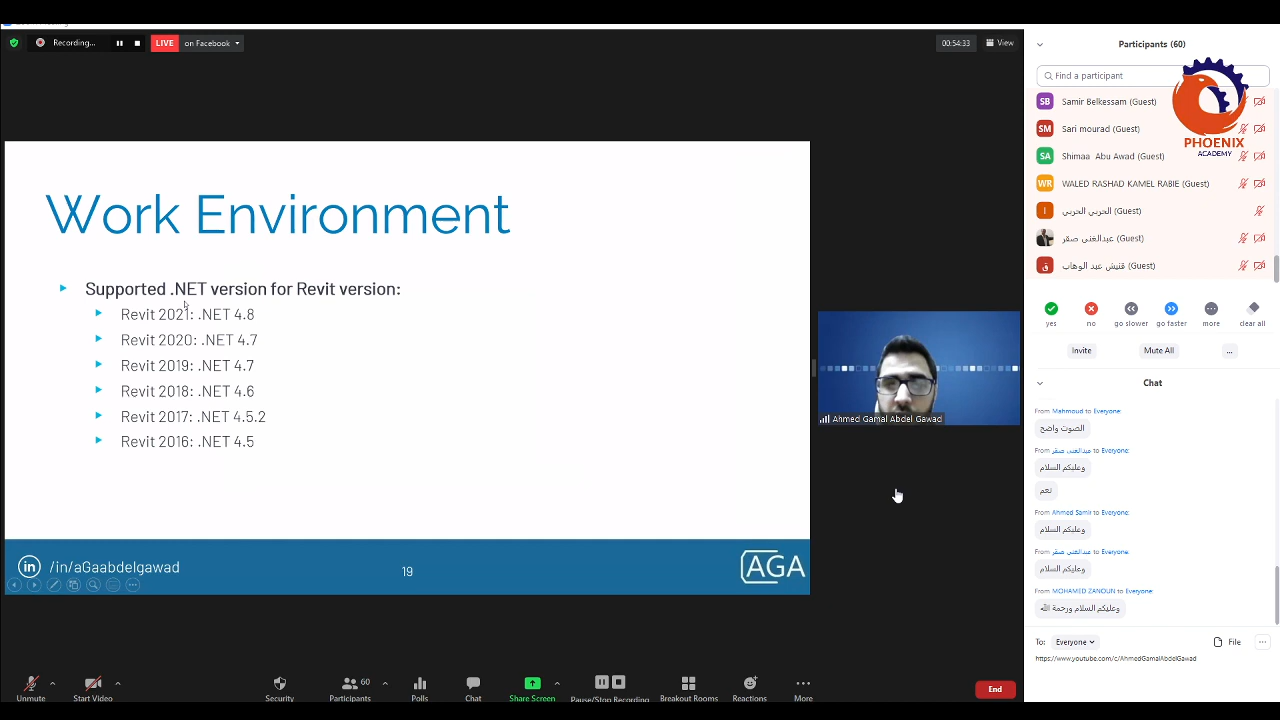 Recording...
LIVE
on Facebook
00:54:33
View
Participants (60)
Find a participant
SB Samir Belkessam (Guest)
SM Sari mourad (Guest)
SA Shimaa Abu Awad (Guest)
WR WALED RASHAD KAMEL RABIE (Guest)
I الحربي الحربي (Guest)
عبدالغنى صقر (Guest)
ق قنيش عبد الوهاب (Guest)
PHOENIX
ACADEMY
yes no go slower go faster more clear all
Invite Mute All ...
Chat
From Mahmoud to Everyone:
الصوت واضح
From عبدالغنى صقر to Everyone:
وعليكم السلام
نعم
From Ahmed Samir to Everyone:
وعليكم السلام
From عبدالغنى صقر to Everyone:
وعليكم السلام
From MOHAMED ZANOUN to Everyone:
وعليكم السلام ورحمة الله
To: Everyone File ...
https://www.youtube.com/c/AhmedGamalAbdelGawad
Work Environment
Supported .NET version for Revit version:
Revit 2021: .NET 4.8
Revit 2020: .NET 4.7
Revit 2019: .NET 4.7
Revit 2018: .NET 4.6
Revit 2017: .NET 4.5.2
Revit 2016: .NET 4.5
in /in/aGaabdelgawad
19
AGA
Ahmed Gamal Abdel Gawad
Unmute Start Video Security Participants 60 Polls Chat Share Screen Pause/Stop Recording Breakout Rooms Reactions More
End